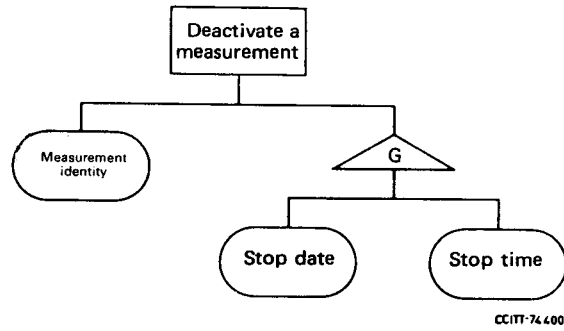 Deactivate a
measurement
Measurement
identity
G
Stop date
Stop time
CCITT-74400